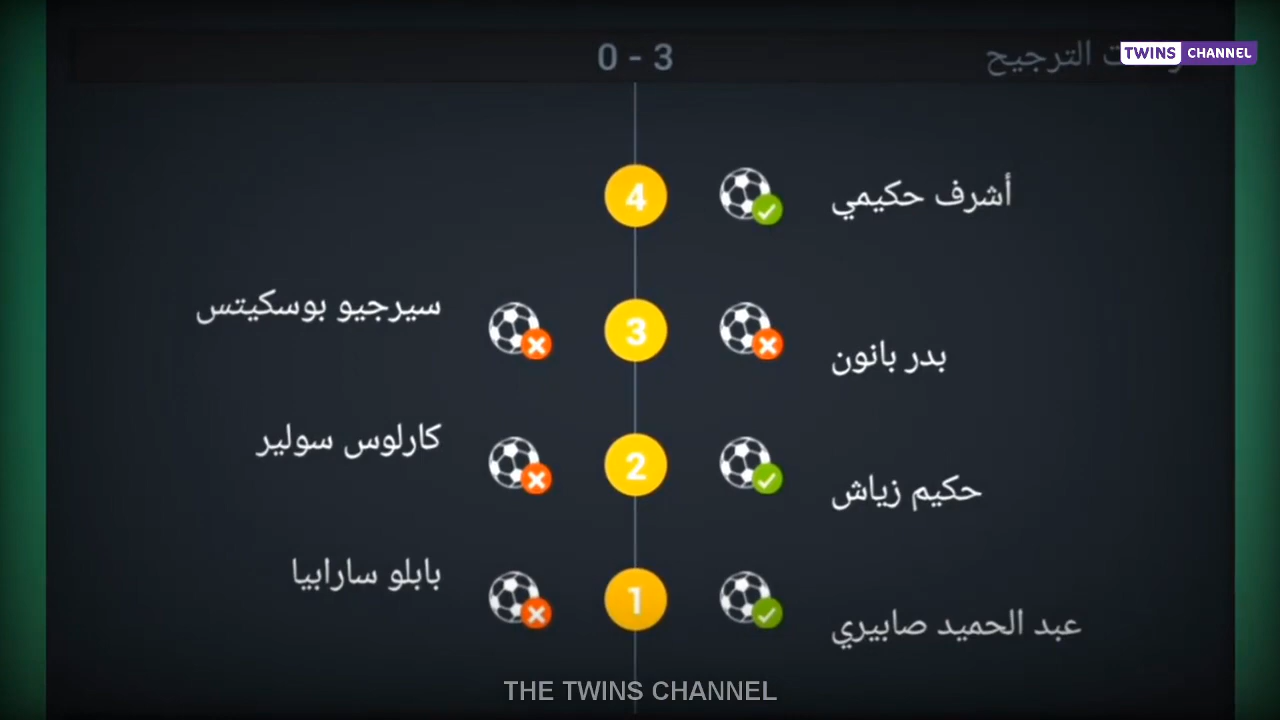 TWINS CHANNEL
الترجيح
0 - 3
4
أشرف حكيمي
سيرجيو بوسكيتس
3
بدر بانون
كارلوس سولير
2
حكيم زياش
بابلو سارابيا
1
عبد الحميد صابيري
THE TWINS CHANNEL